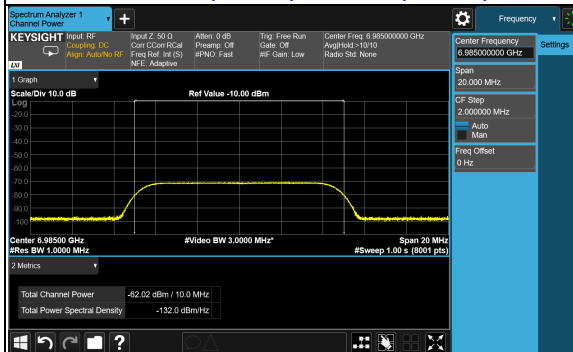 Spectrum Analyzer 1
Channel Power
+
Frequency
KEYSIGHT
LXI
Input: RF
Coupling: DC
Align: Auto/No RF
Input Z: 50 Ω
Corr CCorr RCal
Freq Ref: Int (S)
NFE: Adaptive
Atten: 0 dB
Preamp: Off
#PNO: Fast
Trig: Free Run
Gate: Off
#IF Gain: Low
Center Freq: 6.985000000 GHz
Avg|Hold:>10/10
Radio Std: None
Center Frequency
6.985000000 GHz
Settings
Span
20.000 MHz
CF Step
2.000000 MHz
Auto
Man
Freq Offset
0 Hz
1 Graph
Scale/Div 10.0 dB
Ref Value -10.00 dBm
Log
-20.0
-30.0
-40.0
-50.0
-60.0
-70.0
-80.0
-90.0
-100
Center 6.98500 GHz
#Video BW 3.0000 MHz*
Span 20 MHz
#Res BW 1.0000 MHz
#Sweep 1.00 s (8001 pts)
2 Metrics
Total Channel Power
-62.02 dBm / 10.0 MHz
Total Power Spectral Density
-132.0 dBm/Hz
?